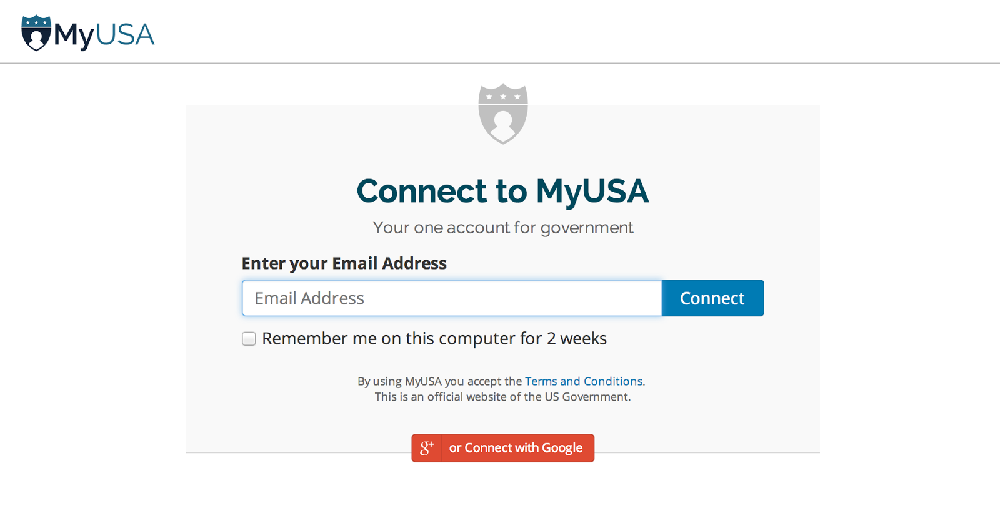 MyUSA
Connect to MyUSA
Your one account for government
Enter your Email Address
Email Address
Connect
Remember me on this computer for 2 weeks
By using MyUSA you accept the Terms and Conditions.
This is an official website of the US Government.
g+ or Connect with Google